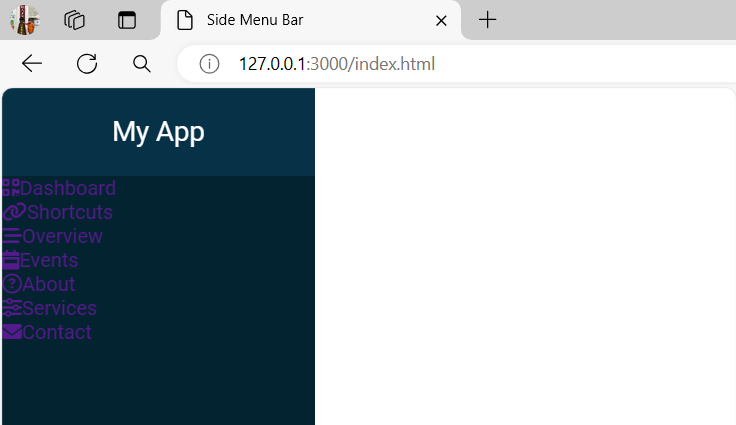 Side Menu Bar
127.0.0.1:3000/index.html
My App
Dashboard
Shortcuts
Overview
Events
About
Services
Contact